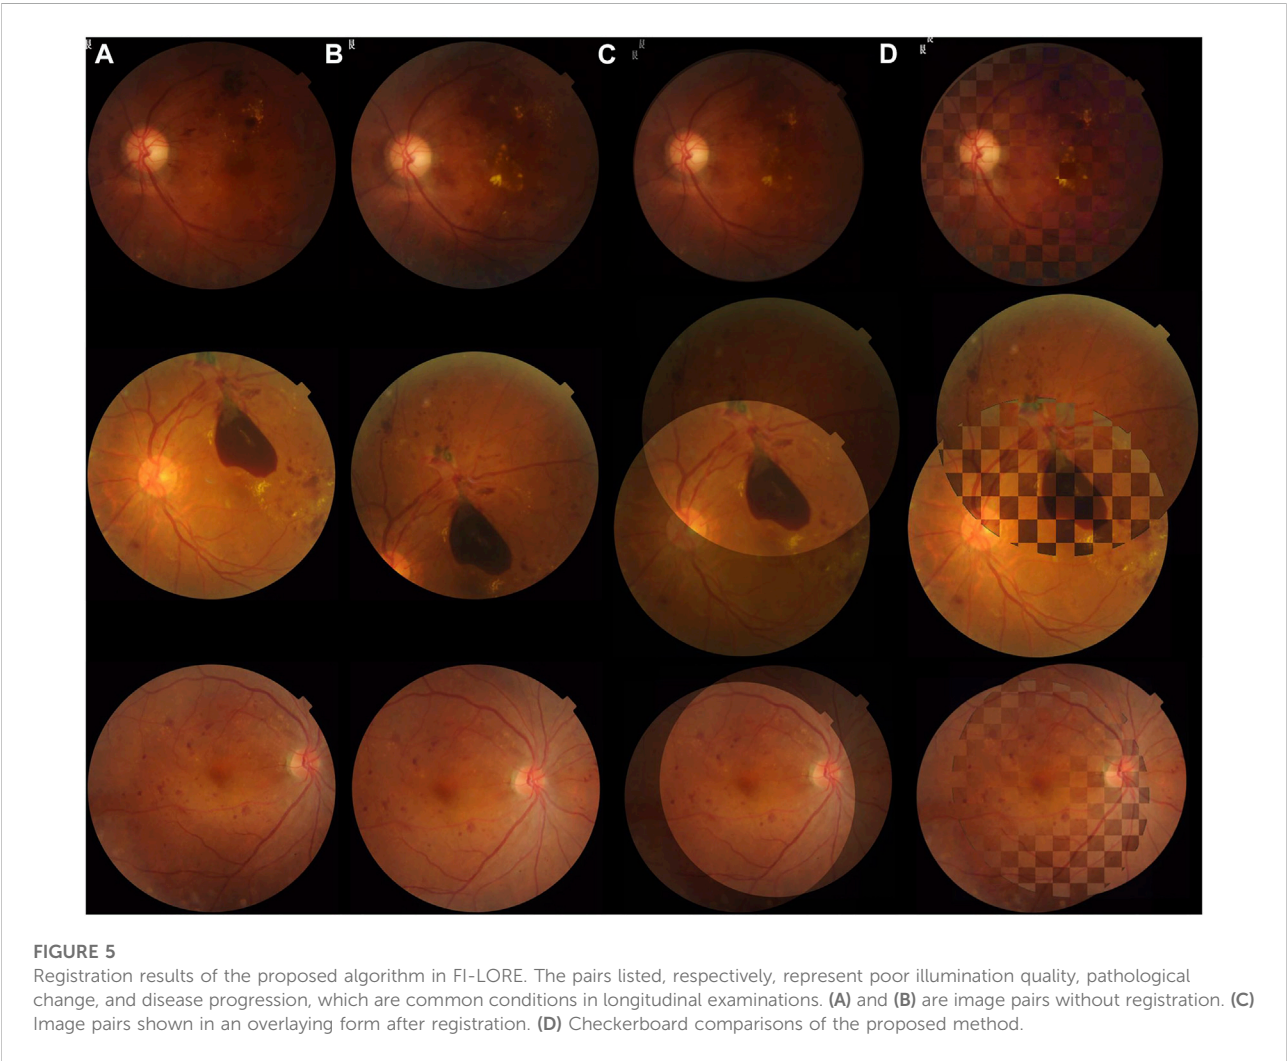 A B C D
FIGURE 5
Registration results of the proposed algorithm in FI-LORE. The pairs listed, respectively, represent poor illumination quality, pathological
change, and disease progression, which are common conditions in longitudinal examinations. (A) and (B) are image pairs without registration. (C)
Image pairs shown in an overlaying form after registration. (D) Checkerboard comparisons of the proposed method.